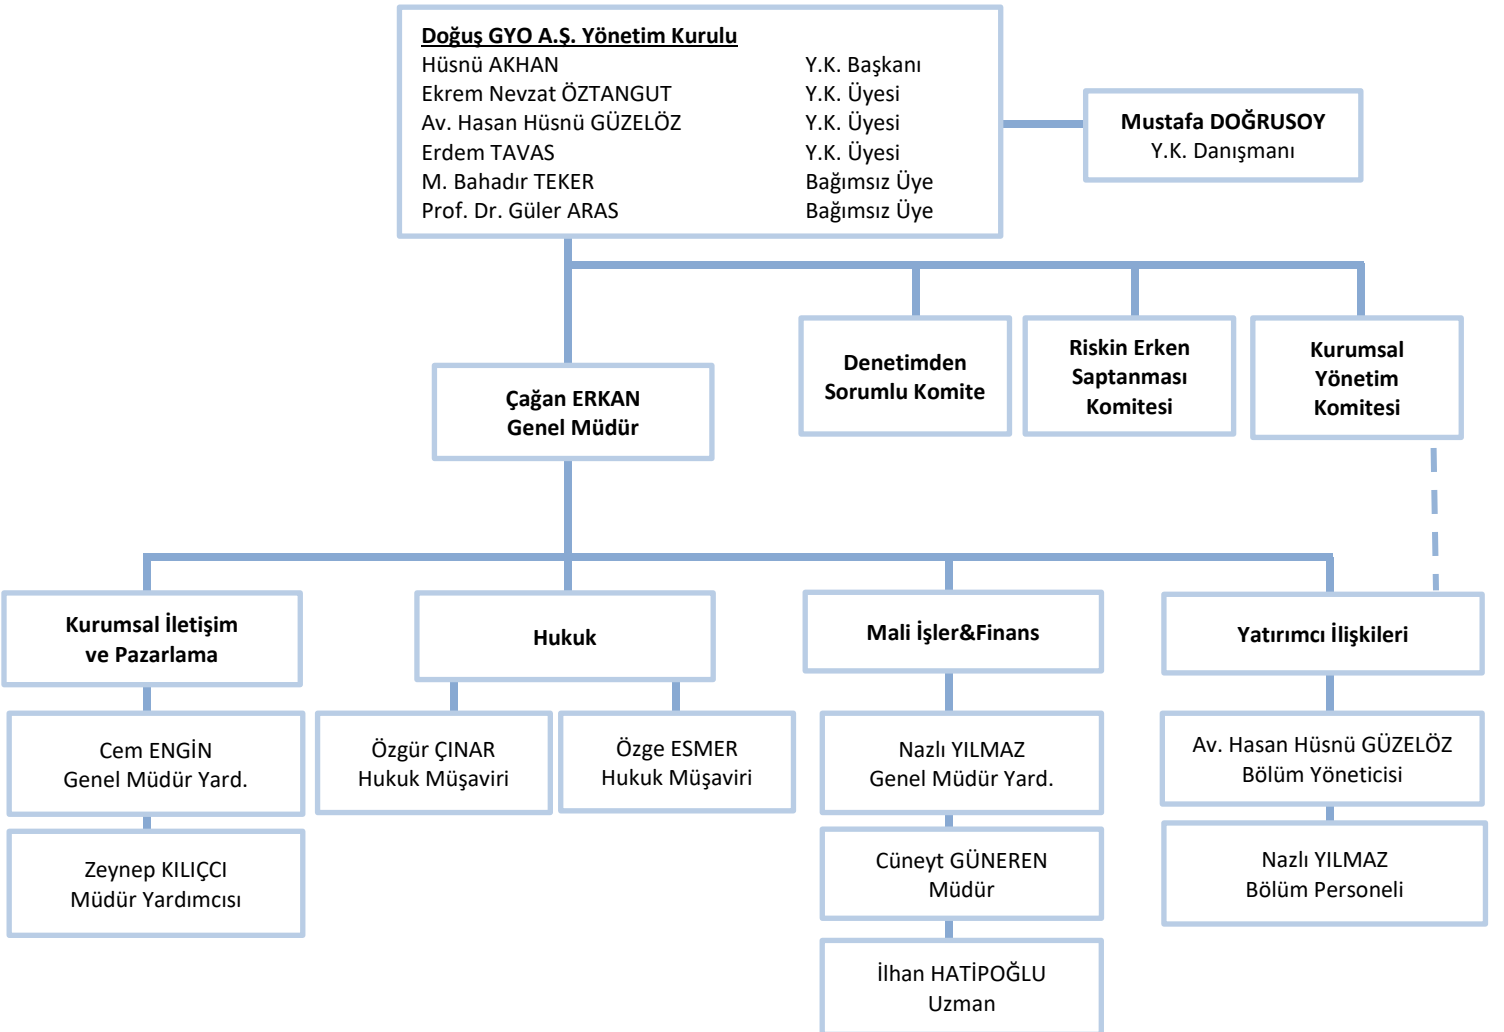 Doğuş GYO A.Ş. Yönetim Kurulu
Hüsnü AKHAN Y.K. Başkanı
Ekrem Nevzat ÖZTANGUT Y.K. Üyesi
Av. Hasan Hüsnü GÜZELÖZ Y.K. Üyesi
Erdem TAVAS Y.K. Üyesi
M. Bahadır TEKER Bağımsız Üye
Prof. Dr. Güler ARAS Bağımsız Üye
Mustafa DOĞRUSOY
Y.K. Danışmanı
Denetimden
Sorumlu Komite
Riskin Erken
Saptanması
Komitesi
Kurumsal
Yönetim
Komitesi
Çağan ERKAN
Genel Müdür
Kurumsal İletişim
ve Pazarlama
Hukuk
Mali İşler&Finans
Yatırımcı İlişkileri
Cem ENGİN
Genel Müdür Yard.
Özgür ÇINAR
Hukuk Müşaviri
Özge ESMER
Hukuk Müşaviri
Nazlı YILMAZ
Genel Müdür Yard.
Av. Hasan Hüsnü GÜZELÖZ
Bölüm Yöneticisi
Zeynep KILIÇCI
Müdür Yardımcısı
Cüneyt GÜNEREN
Müdür
Nazlı YILMAZ
Bölüm Personeli
İlhan HATİPOĞLU
Uzman